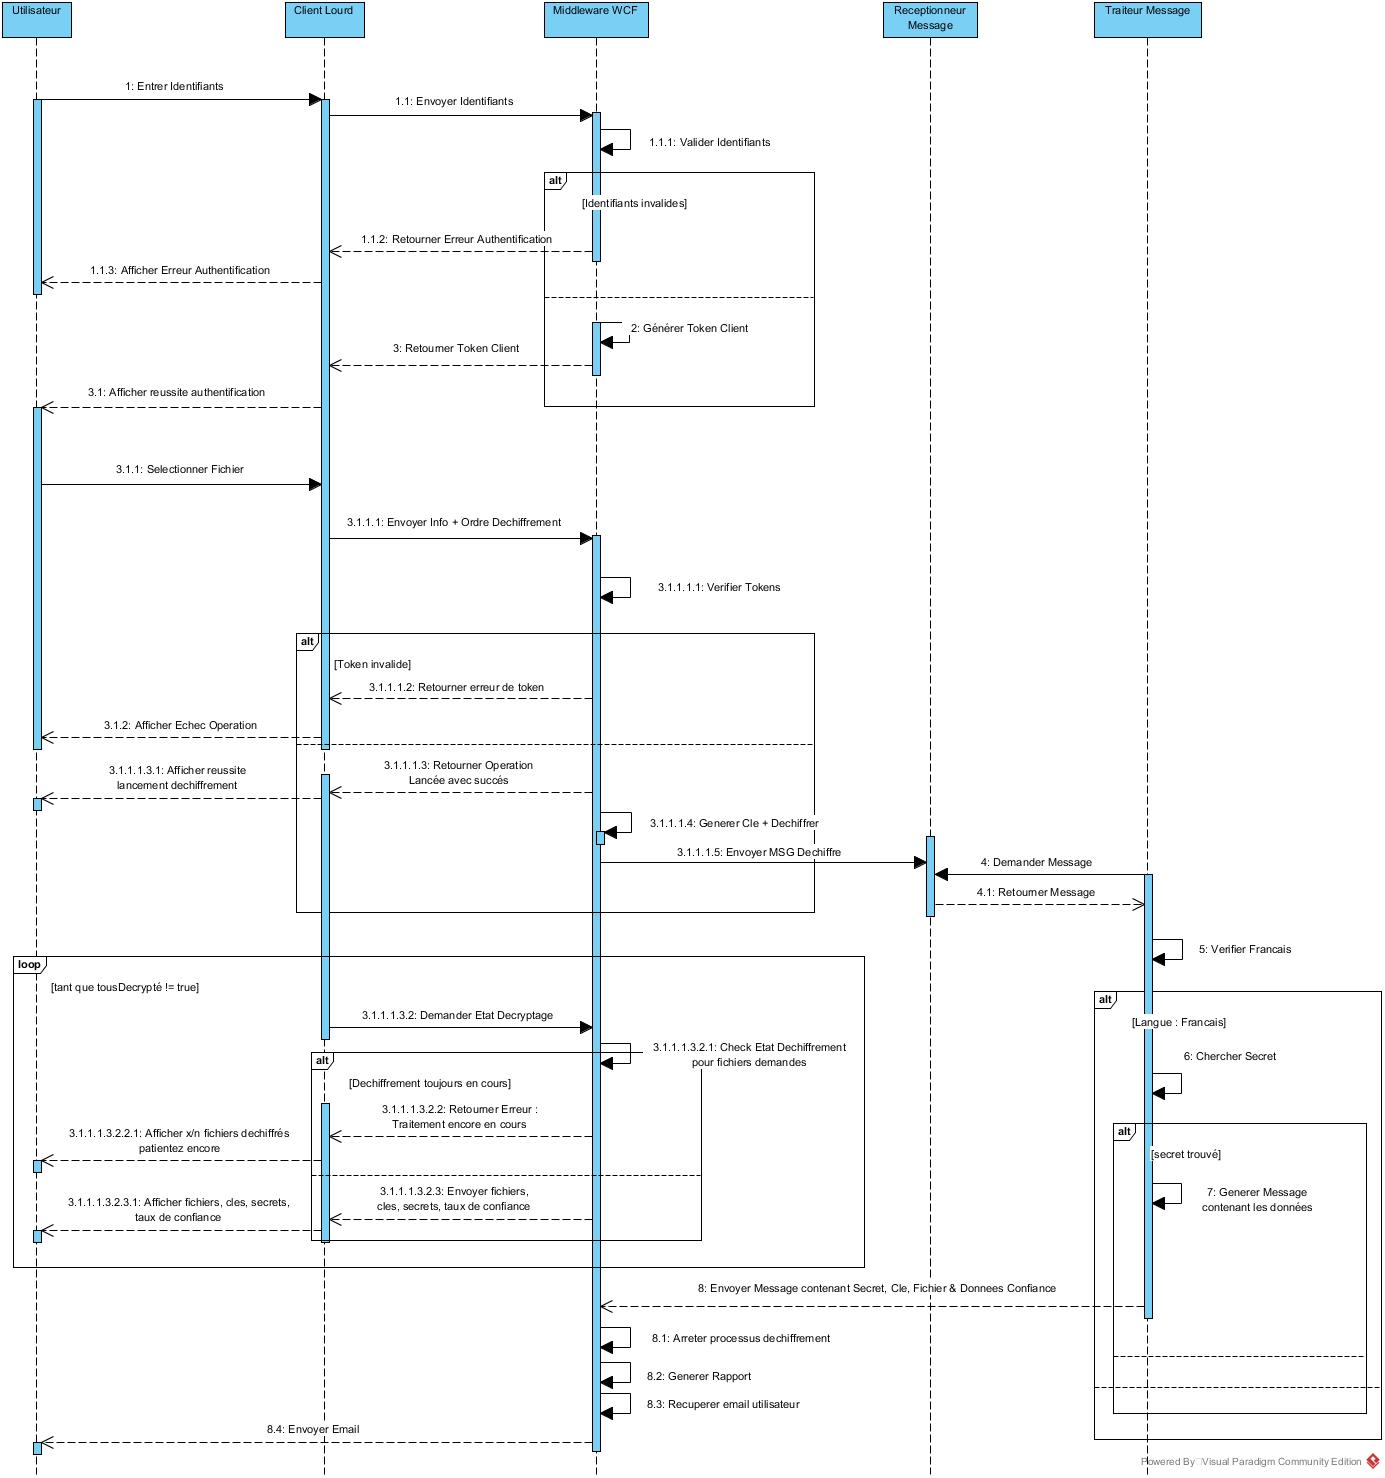 Utilisateur
Client Lourd
Middleware WCF
Receptionneur
Message
Traiteur Message
1: Entrer Identifiants
1.1: Envoyer Identifiants
1.1.1: Valider Identifiants
alt
[Identifiants invalides]
1.1.2: Retourner Erreur Authentification
1.1.3: Afficher Erreur Authentification
2: Générer Token Client
3: Retourner Token Client
3.1: Afficher reussite authentification
3.1.1: Selectionner Fichier
3.1.1.1: Envoyer Info + Ordre Dechiffrement
3.1.1.1.1: Verifier Tokens
alt
[Token invalide]
3.1.1.1.2: Retourner erreur de token
3.1.2: Afficher Echec Operation
3.1.1.1.3: Retourner Operation
Lancée avec succés
3.1.1.1.3.1: Afficher reussite
lancement dechiffrement
3.1.1.1.4: Generer Cle + Dechiffrer
3.1.1.1.5: Envoyer MSG Dechiffre
4: Demander Message
4.1: Retourner Message
5: Verifier Francais
loop
[tant que tousDecrypté != true]
alt
[Langue : Francais]
3.1.1.1.3.2: Demander Etat Decryptage
3.1.1.1.3.2.1: Check Etat Dechiffrement
pour fichiers demandes
6: Chercher Secret
alt
[Dechiffrement toujours en cours]
3.1.1.1.3.2.2: Retourner Erreur :
Traitement encore en cours
3.1.1.1.3.2.2.1: Afficher x/n fichiers dechiffrés
patientez encore
alt
[secret trouvé]
3.1.1.1.3.2.3: Envoyer fichiers,
cles, secrets, taux de confiance
3.1.1.1.3.2.3.1: Afficher fichiers, cles, secrets,
taux de confiance
7: Generer Message
contenant les données
8: Envoyer Message contenant Secret, Cle, Fichier & Donnees Confiance
8.1: Arreter processus dechiffrement
8.2: Generer Rapport
8.3: Recuperer email utilisateur
8.4: Envoyer Email
Powered By Visual Paradigm Community Edition